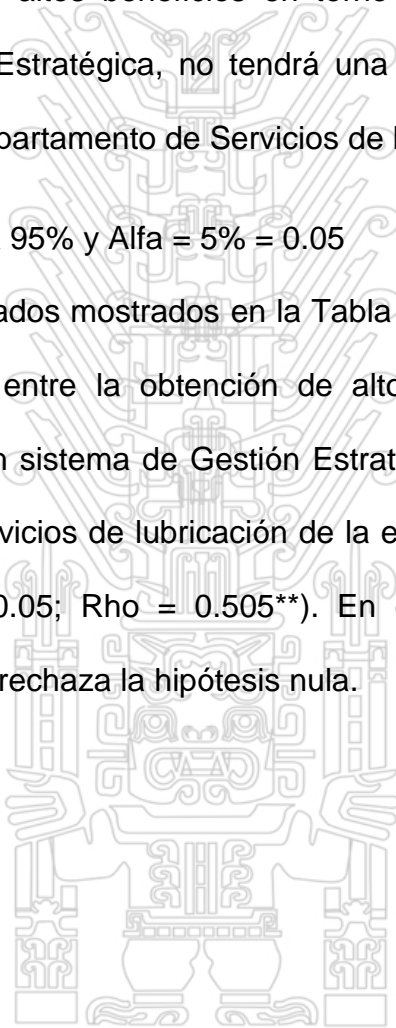 altos beneficios en torno
Estratégica, no tendrá una
partamento de Servicios de
95% y Alfa = 5% = 0.05
ados mostrados en la Tabla
entre la obtención de alto
n sistema de Gestión Estrat
vicios de lubricación de la e
0.05; Rho = 0.505**). En
rechaza la hipótesis nula.